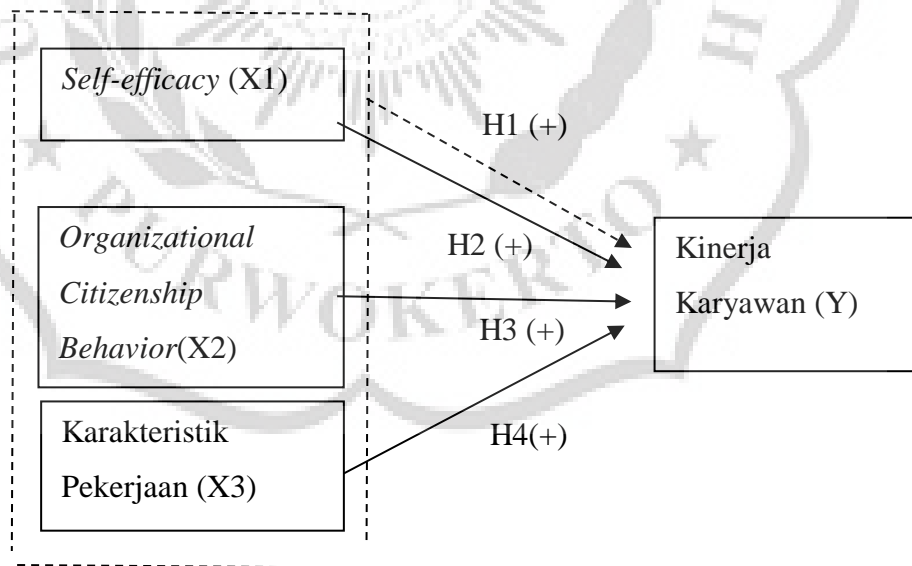 Self-efficacy (X1)
H1 (+)
Organizational
Citizenship
Behavior(X2)
H2 (+)
Kinerja
Karyawan (Y)
H3 (+)
Karakteristik
Pekerjaan (X3)
H4(+)
PURWOKERTO
H